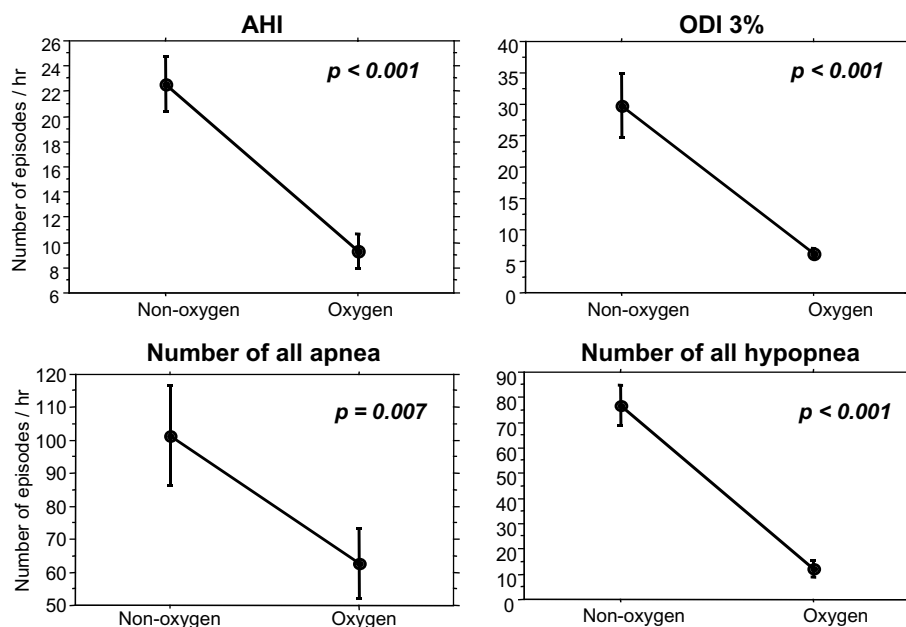 AHI
Number of episodes / hr
26
24
22
20
18
16
14
12
10
8
6
p < 0.001
Non-oxygen Oxygen
ODI 3%
40
35
30
25
20
15
10
5
0
p < 0.001
Non-oxygen Oxygen
Number of all apnea
Number of episodes / hr
120
110
100
90
80
70
60
50
p = 0.007
Non-oxygen Oxygen
Number of all hypopnea
90
80
70
60
50
40
30
20
10
0
p < 0.001
Non-oxygen Oxygen